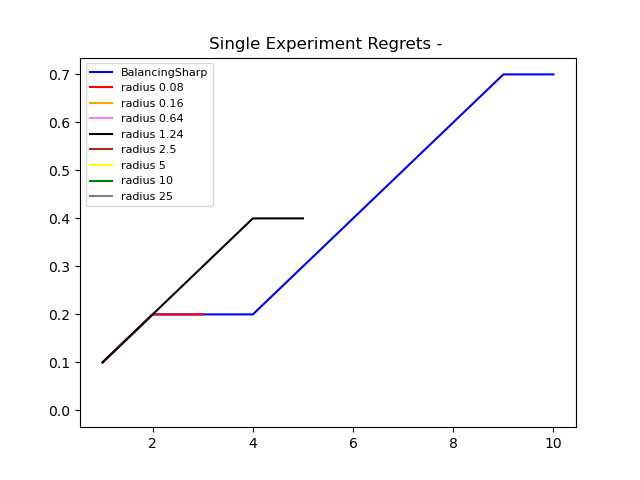 Single Experiment Regrets -
BalancingSharp
radius 0.08
radius 0.16
radius 0.64
radius 1.24
radius 2.5
radius 5
radius 10
radius 25
0.7
0.6
0.5
0.4
0.3
0.2
0.1
0.0
2 4 6 8 10